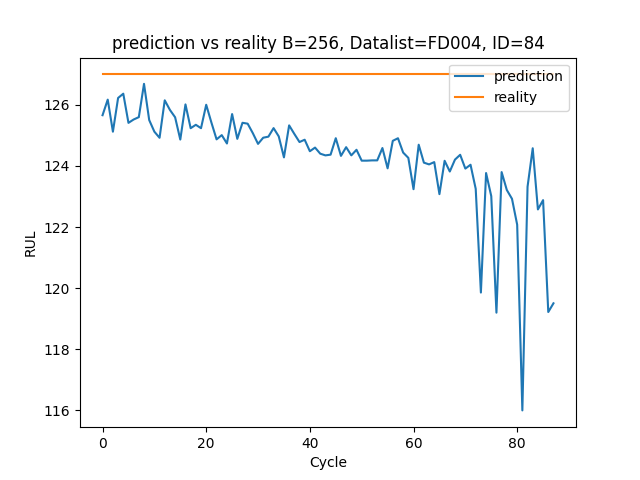 prediction vs reality B=256, Datalist=FD004, ID=84
prediction
reality
126
124
122
120
118
116
RUL
0 20 40 60 80
Cycle